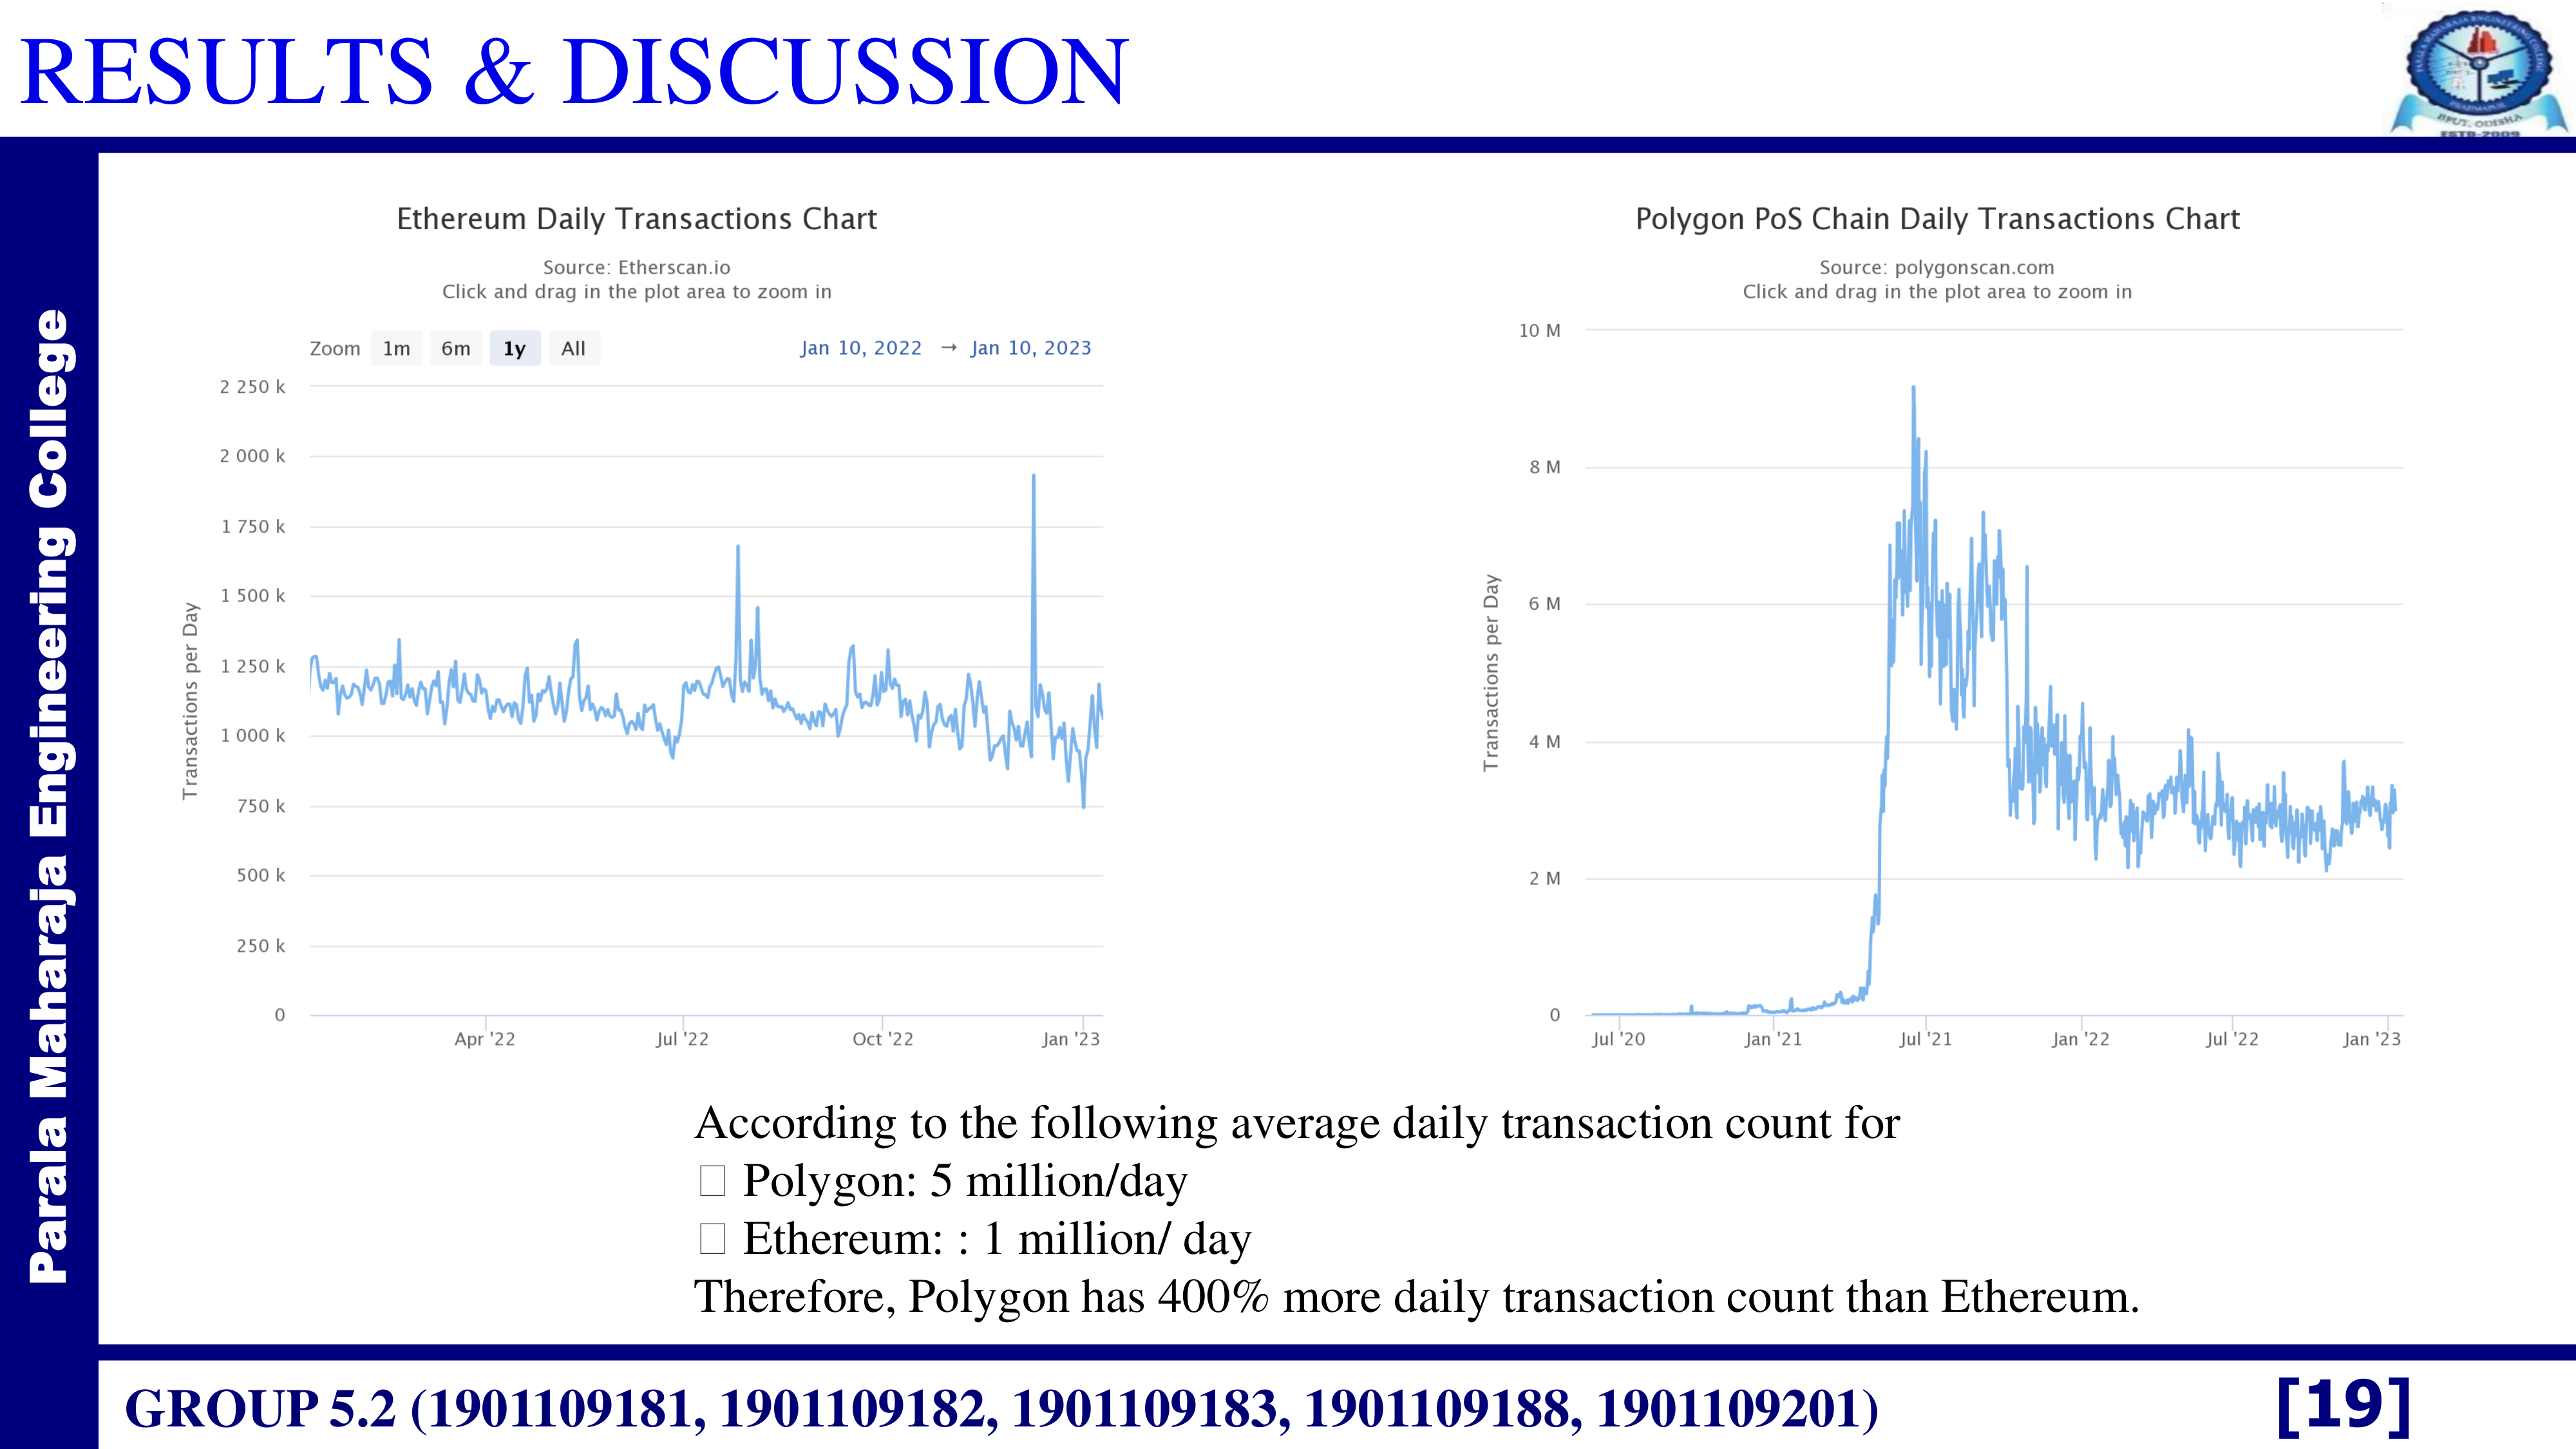 RESULTS & DISCUSSION
BPUT, ODISHA
ESTD-2009
Parala Maharaja Engineering College
Ethereum Daily Transactions Chart
Source: Etherscan.io
Click and drag in the plot area to zoom in
Zoom 1m 6m 1y All Jan 10, 2022 → Jan 10, 2023
2 250 k
2 000 k
1 750 k
1 500 k
1 250 k
1 000 k
750 k
500 k
250 k
0
Transactions per Day
Apr '22 Jul '22 Oct '22 Jan '23
Polygon PoS Chain Daily Transactions Chart
Source: polygonscan.com
Click and drag in the plot area to zoom in
10 M
8 M
6 M
4 M
2 M
0
Transactions per Day
Jul '20 Jan '21 Jul '21 Jan '22 Jul '22 Jan '23
According to the following average daily transaction count for
Polygon: 5 million/day
Ethereum: : 1 million/ day
Therefore, Polygon has 400% more daily transaction count than Ethereum.
GROUP 5.2 (1901109181, 1901109182, 1901109183, 1901109188, 1901109201)
[19]